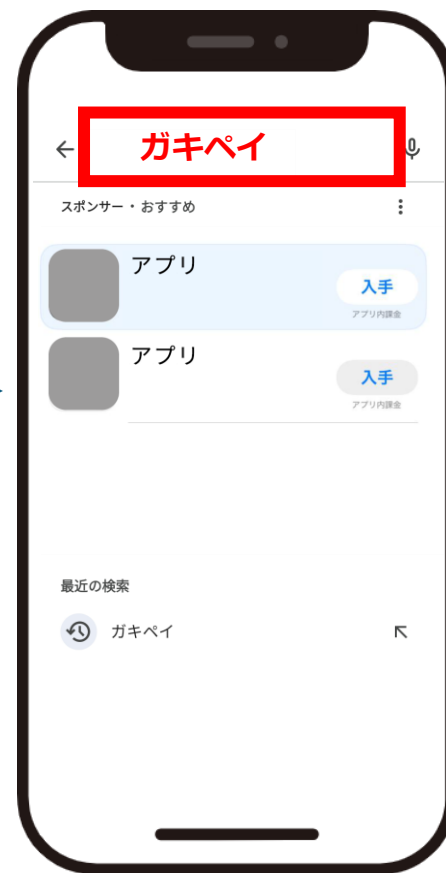 ガキペイ
スポンサー・おすすめ
アプリ
入手
アプリ内課金
アプリ
入手
アプリ内課金
最近の検索
ガキペイ